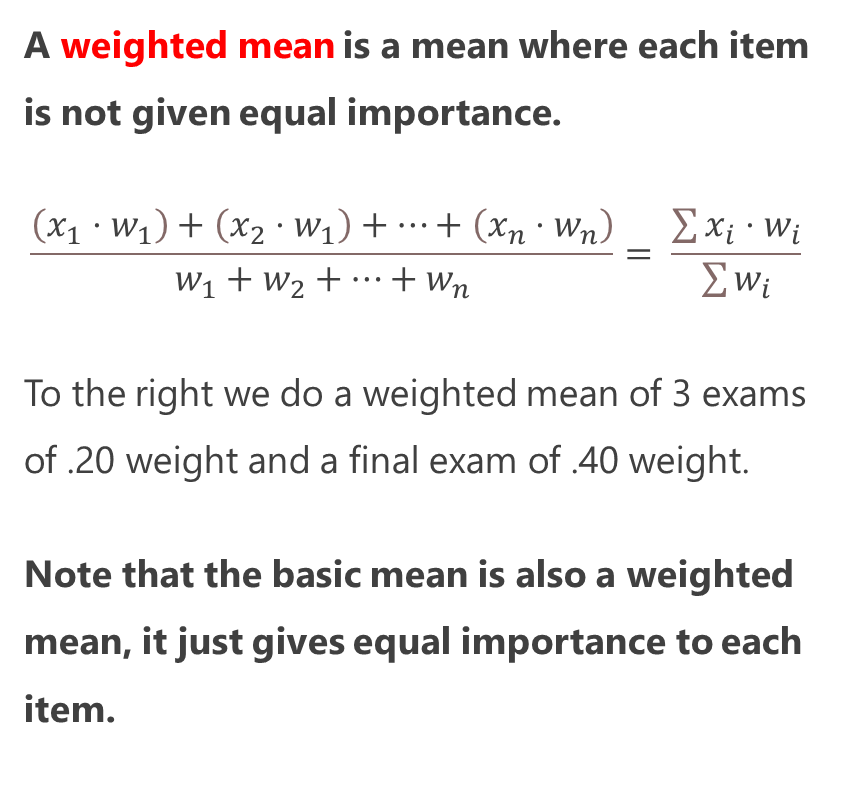 A weighted mean is a mean where each item
is not given equal importance.
(x₁ · w₁) + (x₂ · w₁) + ⋯ + (xₙ · wₙ) / w₁ + w₂ + ⋯ + wₙ = ∑ xᵢ · wᵢ / ∑ wᵢ
To the right we do a weighted mean of 3 exams
of .20 weight and a final exam of .40 weight.
Note that the basic mean is also a weighted
mean, it just gives equal importance to each
item.